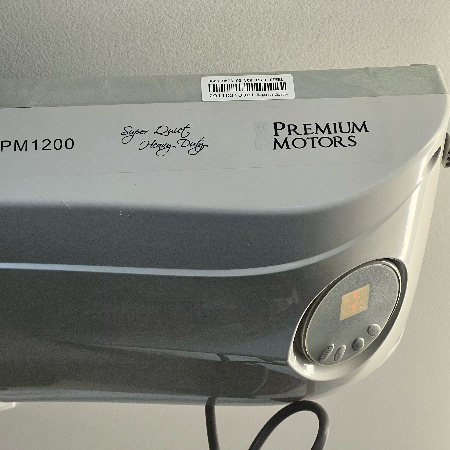 PM1200
Super Quiet
Heavy-Duty
PREMIUM
MOTORS